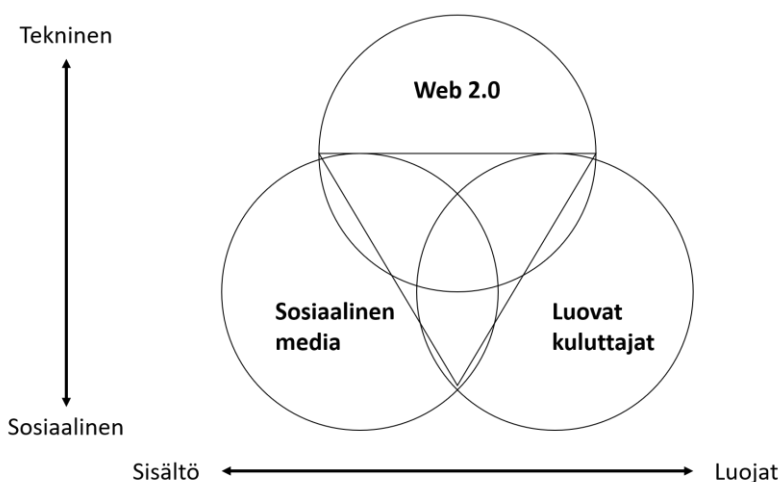 Tekninen
Web 2.0
Sosiaalinen
media
Luovat
kuluttajat
Sosiaalinen
Sisältö
Luojat